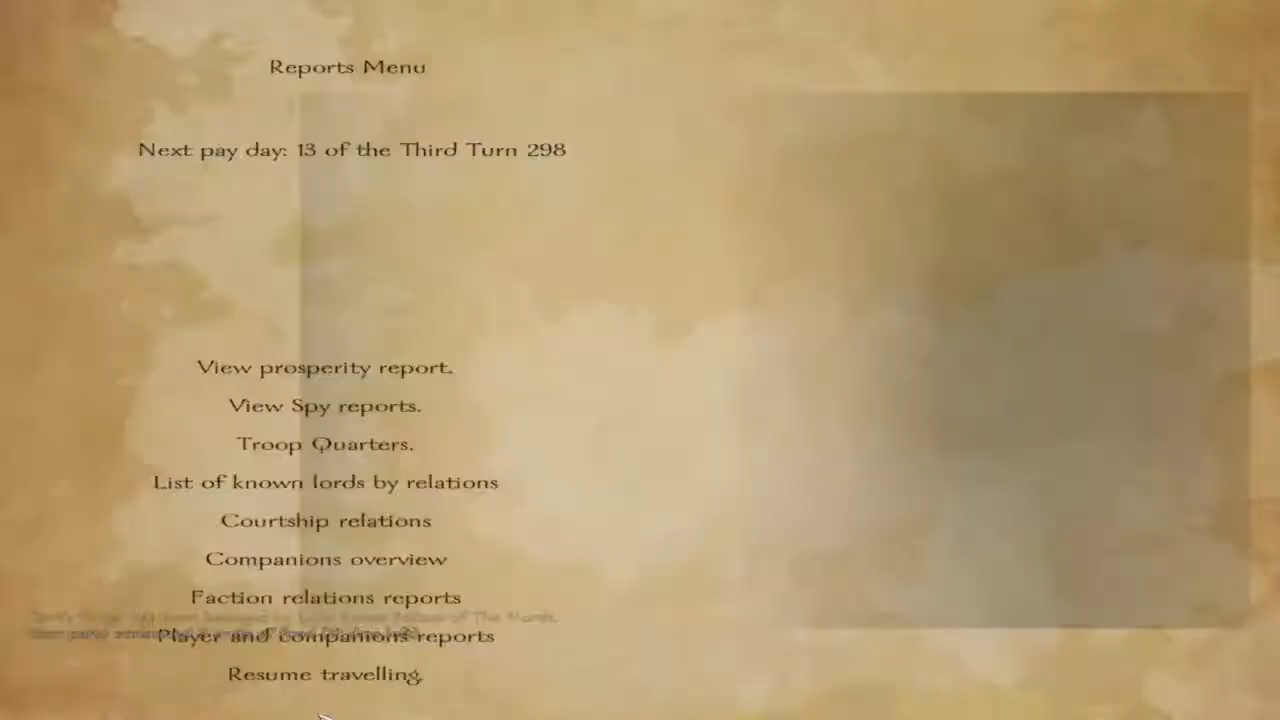 Reports Menu
Next pay day: 13 of the Third Turn 298
View prosperity report.
View Spy reports.
Troop Quarters.
List of known lords by relations
Courtship relations
Companions overview
Faction relations reports
Player and companions reports
Resume travelling.